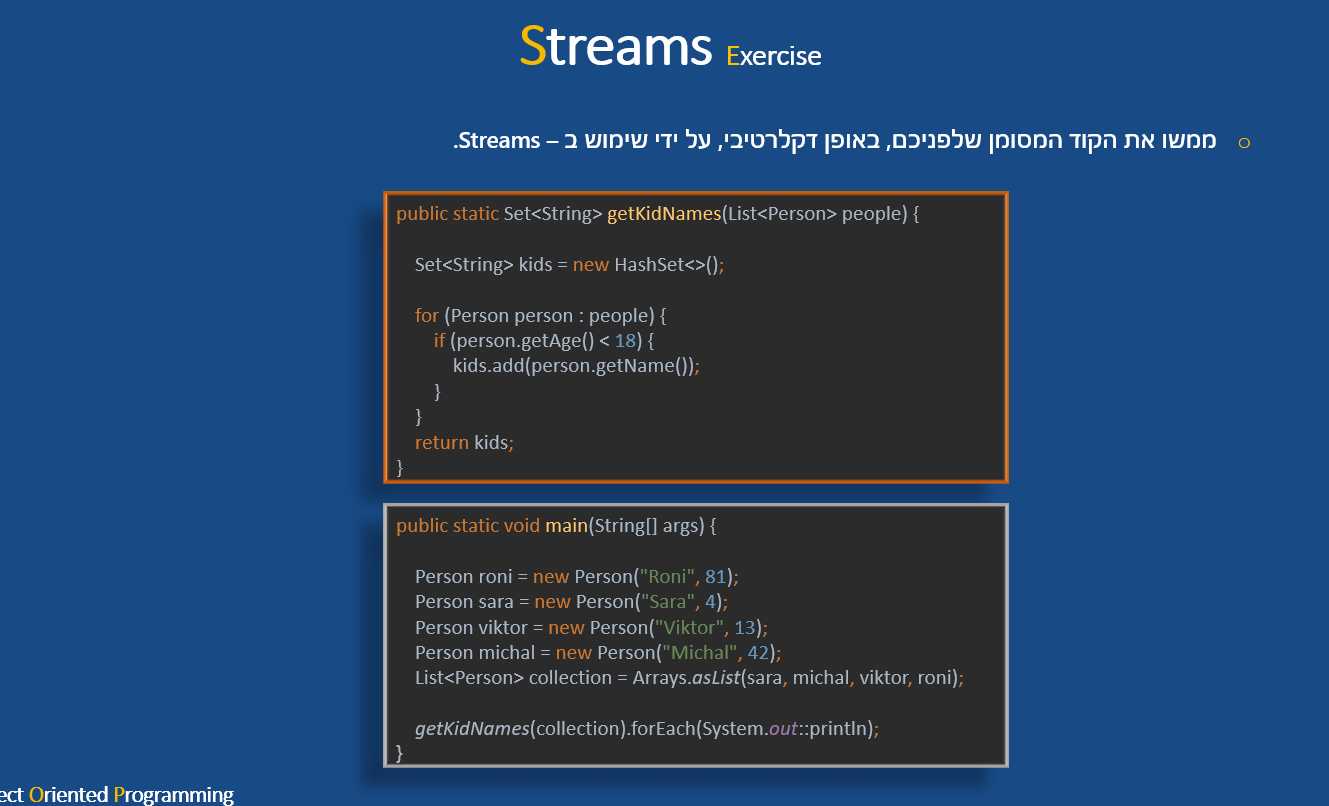 Streams Exercise
ממשו את הקוד המסומן שלפניכם, באופן דקלרטיבי, על ידי שימוש ב – Streams.
public static Set<String> getKidNames(List<Person> people) {
Set<String> kids = new HashSet<>();
for (Person person : people) {
if (person.getAge() < 18) {
kids.add(person.getName());
}
}
return kids;
}
public static void main(String[] args) {
Person roni = new Person("Roni", 81);
Person sara = new Person("Sara", 4);
Person viktor = new Person("Viktor", 13);
Person michal = new Person("Michal", 42);
List<Person> collection = Arrays.asList(sara, michal, viktor, roni);
getKidNames(collection).forEach(System.out::println);
}
ect Oriented Programming